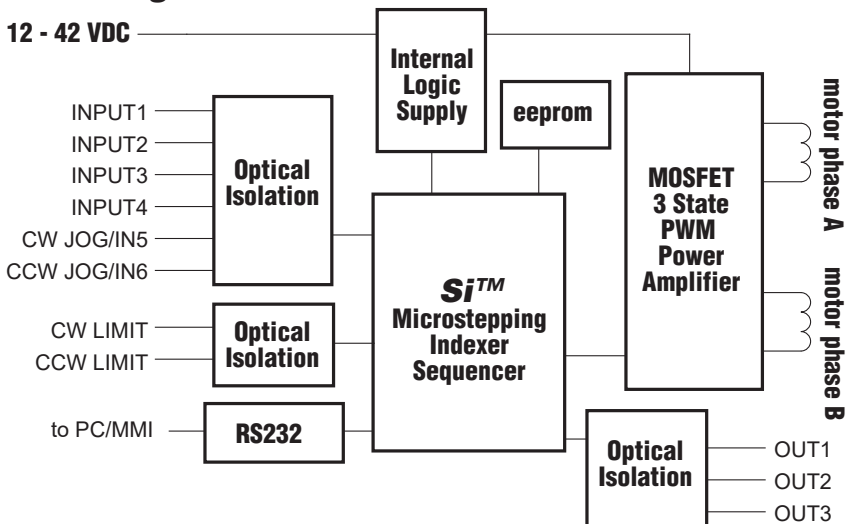 12 - 42 VDC
Internal
Logic
Supply
eeprom
INPUT1
INPUT2
INPUT3
INPUT4
CW JOG/IN5
CCW JOG/IN6
Optical
Isolation
MOSFET
3 State
PWM
Power
Amplifier
motor phase A
motor phase B
Si™
Microstepping
Indexer
Sequencer
CW LIMIT
CCW LIMIT
Optical
Isolation
to PC/MMI
RS232
Optical
Isolation
OUT1
OUT2
OUT3